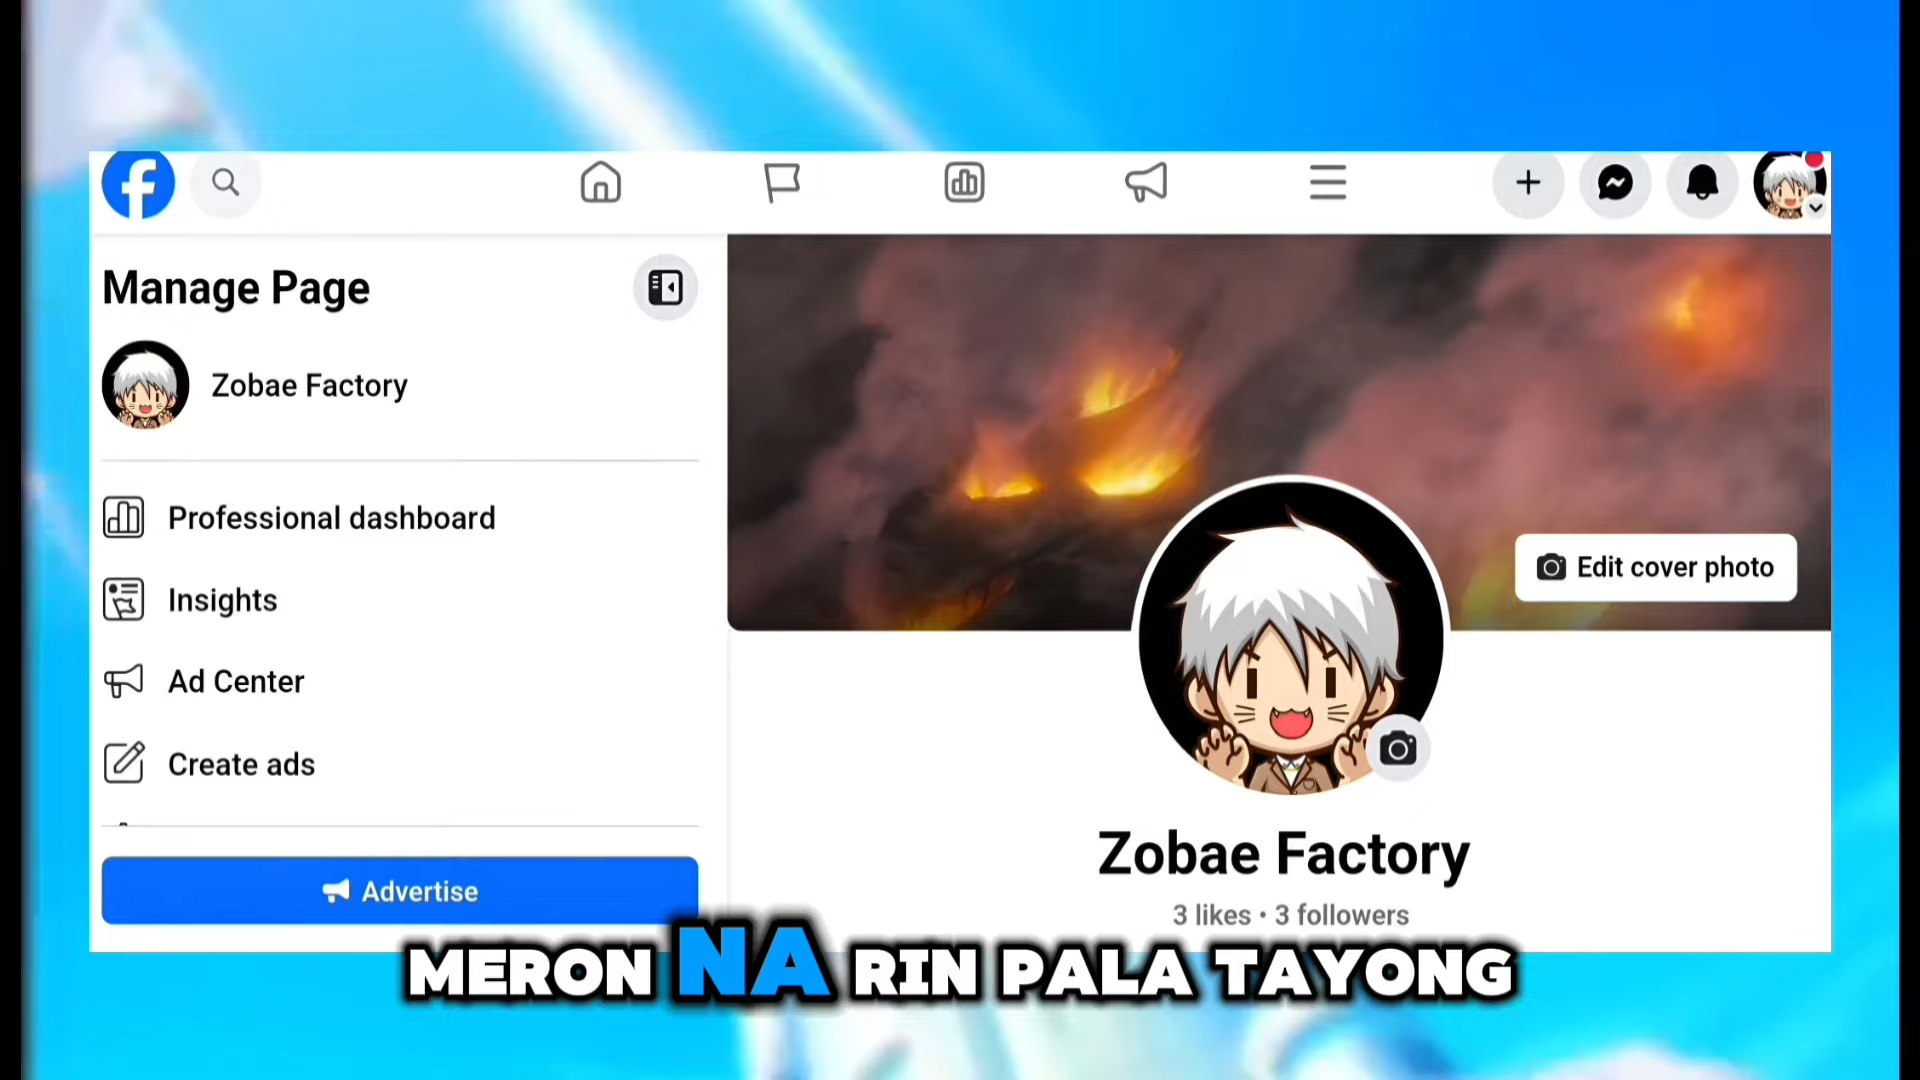 Manage Page
Zobae Factory
Professional dashboard
Insights
Ad Center
Create ads
Advertise
Edit cover photo
Zobae Factory
3 likes • 3 followers
MERON NA RIN PALA TAYONG